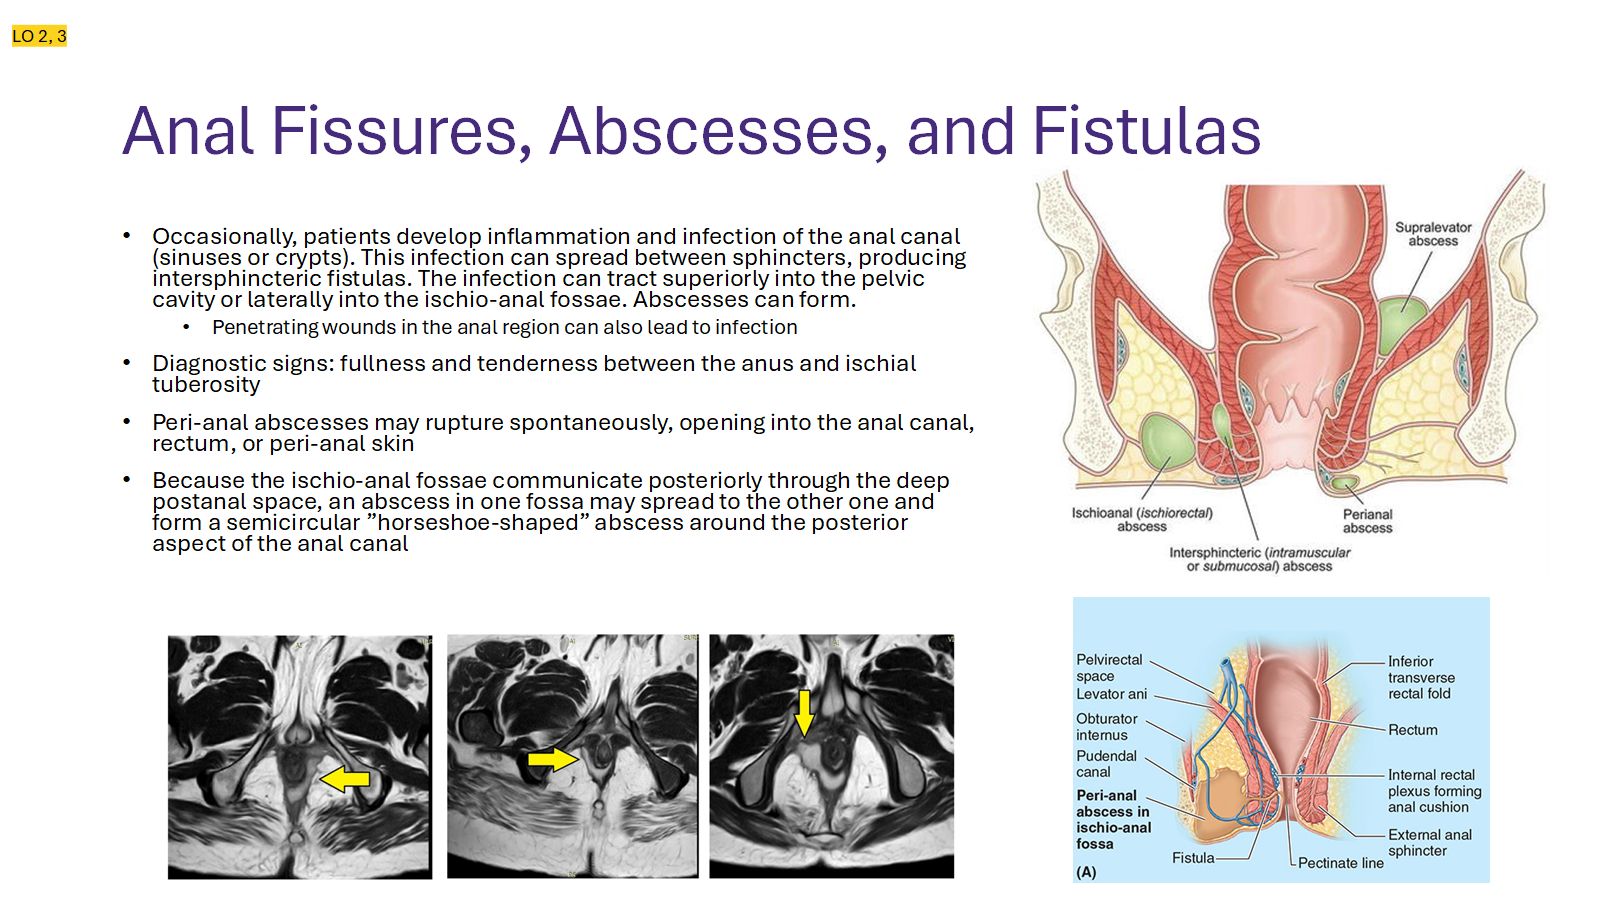 LO 2, 3
Anal Fissures, Abscesses, and Fistulas
• Occasionally, patients develop inflammation and infection of the anal canal
(sinuses or crypts). This infection can spread between sphincters, producing
intersphincteric fistulas. The infection can tract superiorly into the pelvic
cavity or laterally into the ischio-anal fossae. Abscesses can form.
• Penetrating wounds in the anal region can also lead to infection
• Diagnostic signs: fullness and tenderness between the anus and ischial
tuberosity
• Peri-anal abscesses may rupture spontaneously, opening into the anal canal,
rectum, or peri-anal skin
• Because the ischio-anal fossae communicate posteriorly through the deep
postanal space, an abscess in one fossa may spread to the other one and
form a semicircular ”horseshoe-shaped” abscess around the posterior
aspect of the anal canal
Supralevator
abscess
Ischioanal (ischiorectal)
abscess
Perianal
abscess
Intersphincteric (intramuscular
or submucosal) abscess
Pelvirectal
space
Levator ani
Obturator
internus
Pudendal
canal
Peri-anal
abscess in
ischio-anal
fossa
(A)
Fistula
Pectinate line
Inferior
transverse
rectal fold
Rectum
Internal rectal
plexus forming
anal cushion
External anal
sphincter